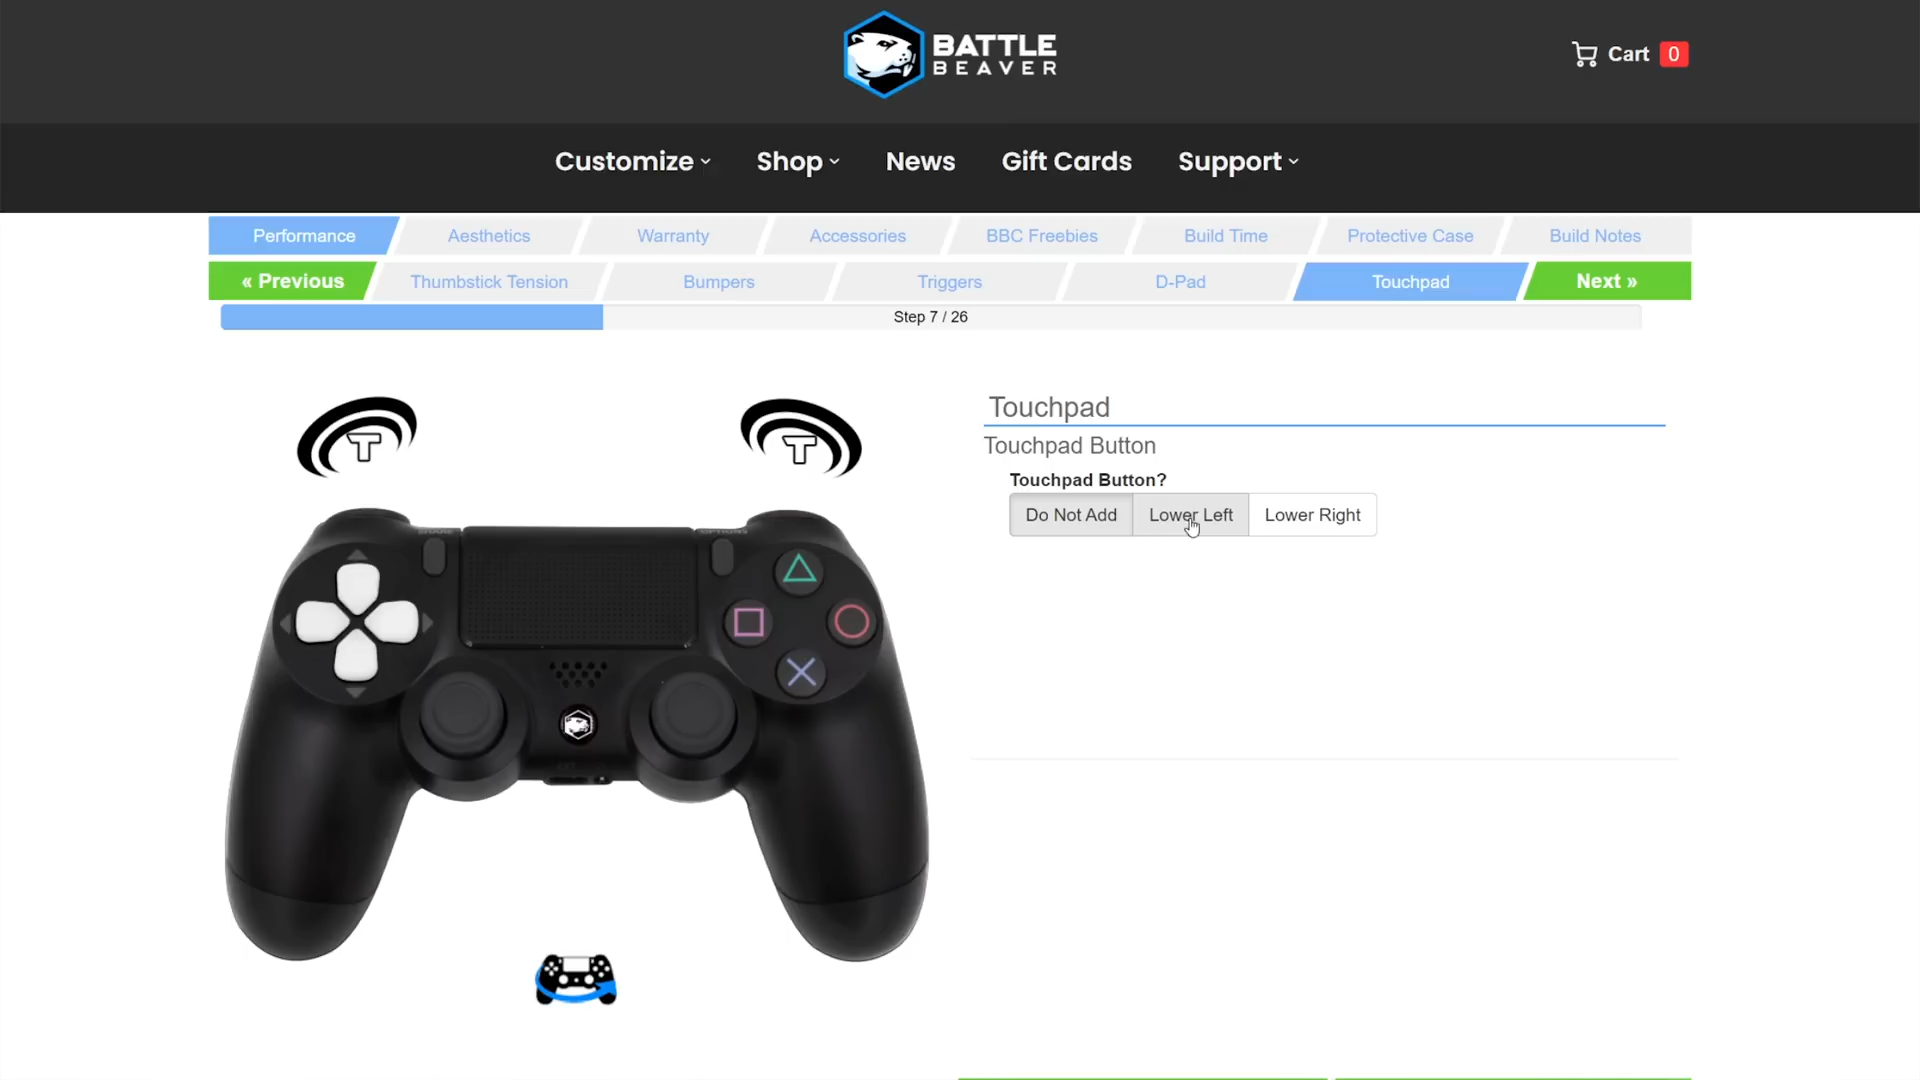 BATTLE
BEAVER
Cart 0
Customize Shop News Gift Cards Support
Performance Aesthetics Warranty Accessories BBC Freebies Build Time Protective Case Build Notes
« Previous Thumbstick Tension Bumpers Triggers D-Pad Touchpad Next »
Step 7 / 26
Touchpad
Touchpad Button
Touchpad Button?
Do Not Add Lower Left Lower Right
T T
SHARE OPTIONS